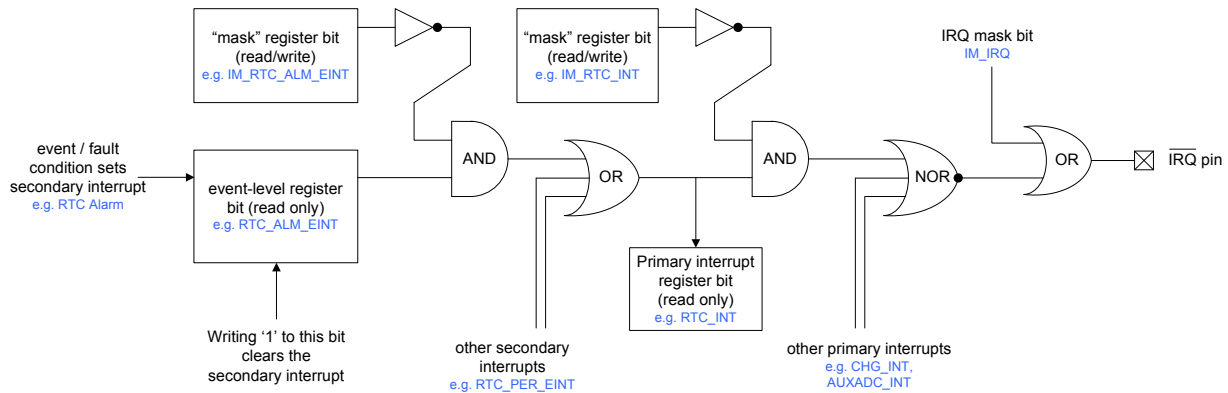 “mask” register bit
(read/write)
e.g. IM_RTC_ALM_EINT
“mask” register bit
(read/write)
e.g. IM_RTC_INT
IRQ mask bit
IM_IRQ
event / fault
condition sets
secondary interrupt
e.g. RTC Alarm
event-level register
bit (read only)
e.g. RTC_ALM_EINT
AND
OR
AND
NOR
OR
IRQ pin
Primary interrupt
register bit
(read only)
e.g. RTC_INT
Writing ‘1’ to this bit
clears the
secondary interrupt
other secondary
interrupts
e.g. RTC_PER_EINT
other primary interrupts
e.g. CHG_INT,
AUXADC_INT